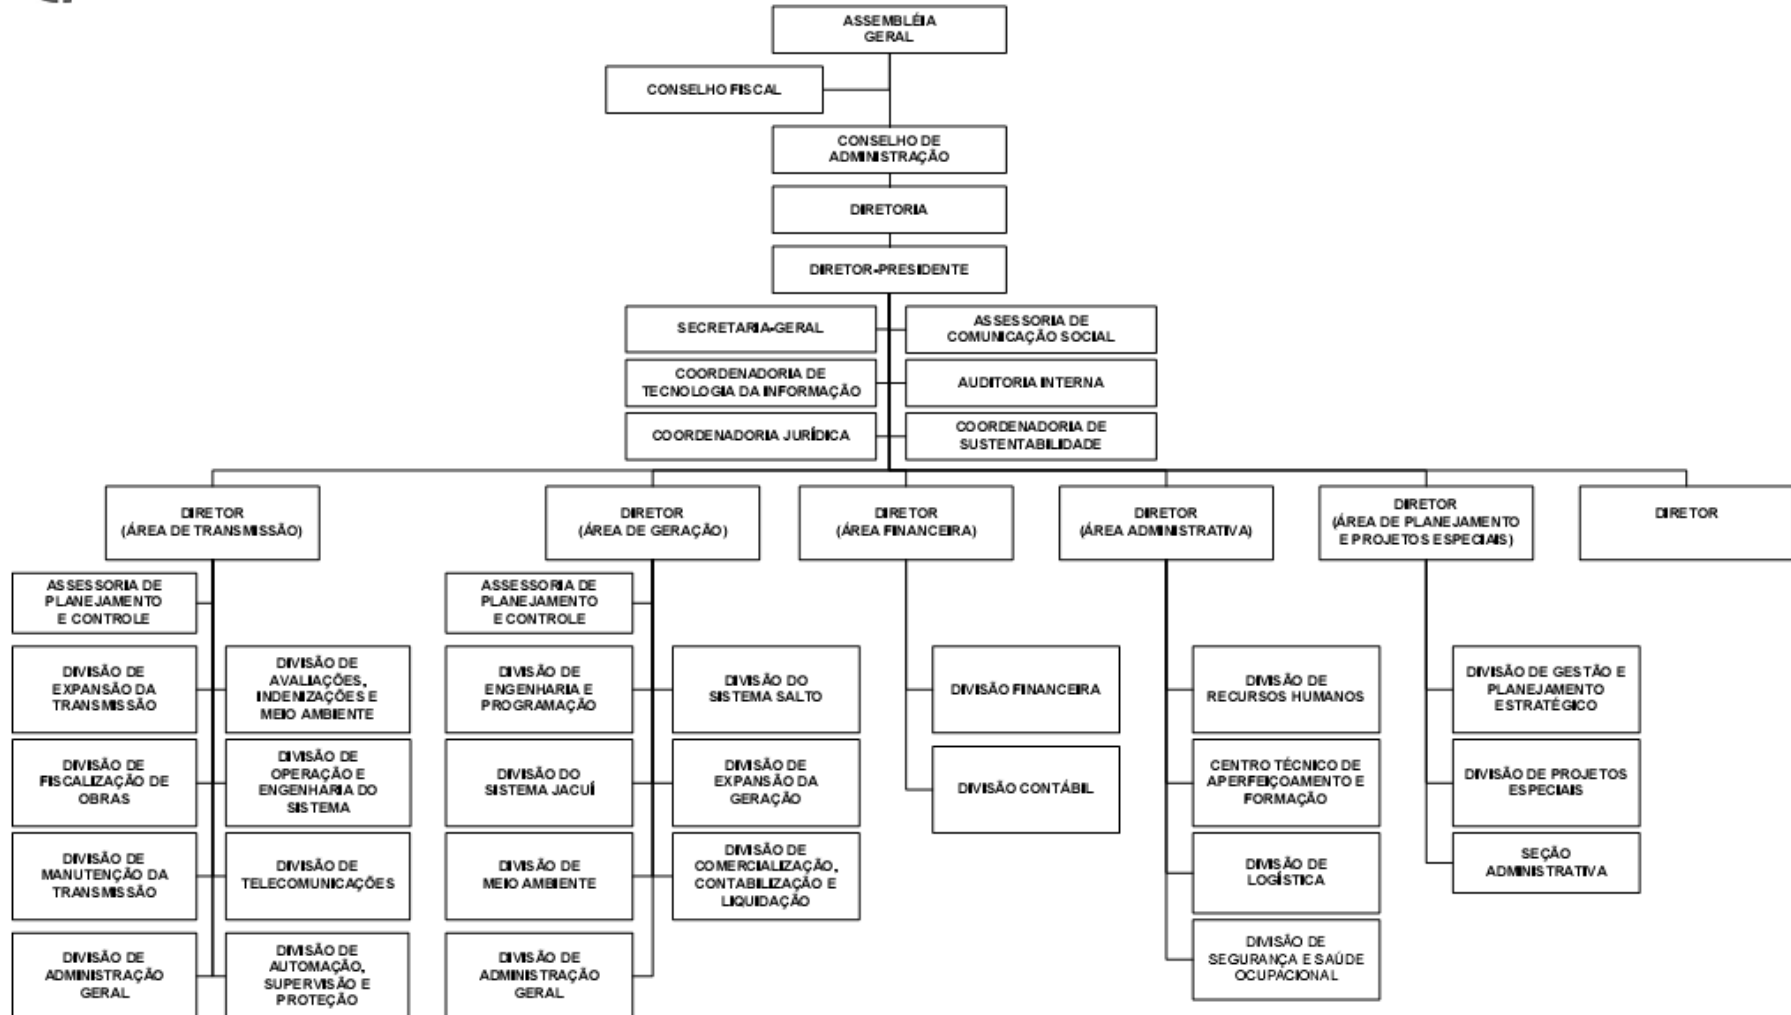 ASSEMBLÉIA
GERAL
CONSELHO FISCAL
CONSELHO DE
ADMINISTRAÇÃO
DIRETORIA
DIRETOR-PRESIDENTE
SECRETARIA-GERAL
ASSESSORIA DE
COMUNICAÇÃO SOCIAL
COORDENADORIA DE
TECNOLOGIA DA INFORMAÇÃO
AUDITORIA INTERNA
COORDENADORIA JURÍDICA
COORDENADORIA DE
SUSTENTABILIDADE
DIRETOR
(ÁREA DE TRANSMISSÃO)
DIRETOR
(ÁREA DE GERAÇÃO)
DIRETOR
(ÁREA FINANCEIRA)
DIRETOR
(ÁREA ADMINISTRATIVA)
DIRETOR
(ÁREA DE PLANEJAMENTO
E PROJETOS ESPECIAIS)
DIRETOR
ASSESSORIA DE
PLANEJAMENTO
E CONTROLE
DIVISÃO DE
EXPANSÃO DA
TRANSMISSÃO
DIVISÃO DE
AVALIAÇÕES,
INDENIZAÇÕES E
MEIO AMBIENTE
DIVISÃO DE
FISCALIZAÇÃO DE
OBRAS
DIVISÃO DE
OPERAÇÃO E
ENGENHARIA DO
SISTEMA
DIVISÃO DE
MANUTENÇÃO DA
TRANSMISSÃO
DIVISÃO DE
TELECOMUNICAÇÕES
DIVISÃO DE
ADMINISTRAÇÃO
GERAL
DIVISÃO DE
AUTOMAÇÃO,
SUPERVISÃO E
PROTEÇÃO
ASSESSORIA DE
PLANEJAMENTO
E CONTROLE
DIVISÃO DE
ENGENHARIA E
PROGRAMAÇÃO
DIVISÃO DO
SISTEMA SALTO
DIVISÃO DO
SISTEMA JACUÍ
DIVISÃO DE
EXPANSÃO DA
GERAÇÃO
DIVISÃO DE
MEIO AMBIENTE
DIVISÃO DE
COMERCIALIZAÇÃO,
CONTABILIZAÇÃO E
LIQUIDAÇÃO
DIVISÃO DE
ADMINISTRAÇÃO
GERAL
DIVISÃO FINANCEIRA
DIVISÃO CONTÁBIL
DIVISÃO DE
RECURSOS HUMANOS
CENTRO TÉCNICO DE
APERFEIÇOAMENTO E
FORMAÇÃO
DIVISÃO DE
LOGÍSTICA
DIVISÃO DE
SEGURANÇA E SAÚDE
OCUPACIONAL
DIVISÃO DE GESTÃO E
PLANEJAMENTO
ESTRATÉGICO
DIVISÃO DE PROJETOS
ESPECIAIS
SEÇÃO
ADMINISTRATIVA